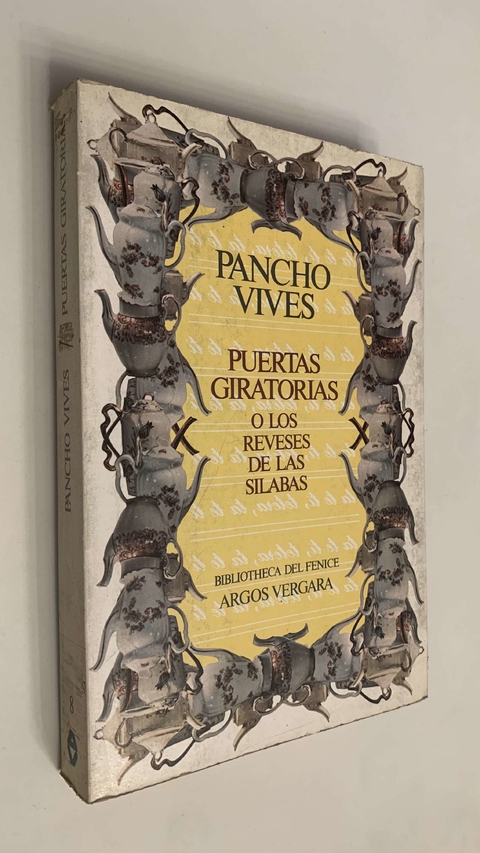 PANCHO
VIVES
PUERTAS
GIRATORIAS
O LOS
REVESES
DE LAS
SILABAS
BIBLIOTHECA DEL FENICE
ARGOS VERGARA
PANCHO VIVES PUERTAS GIRATORIAS
8